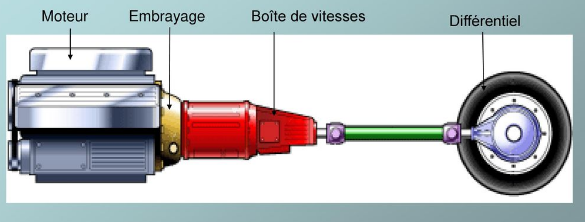 Moteur
Embrayage
Boîte de vitesses
Différentiel